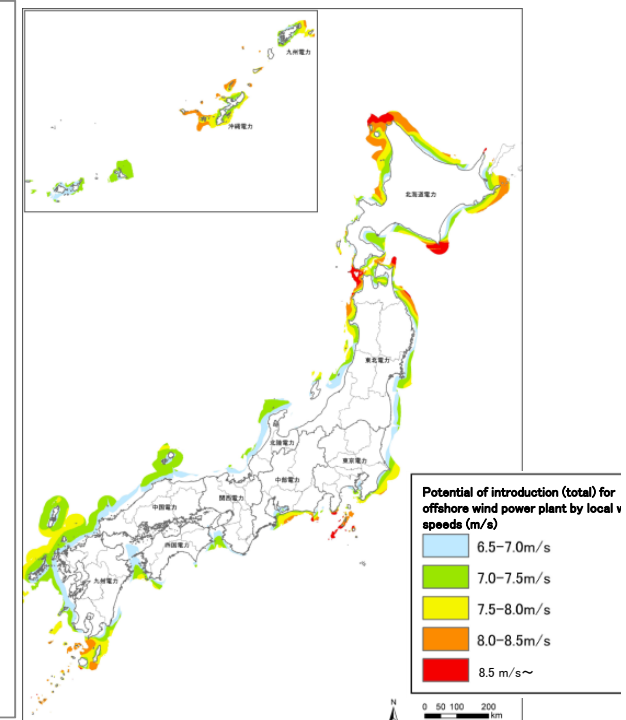 九州電力
沖縄電力
北海道電力
東北電力
北陸電力
東京電力
中部電力
関西電力
中国電力
四国電力
九州電力
Potential of introduction (total) for
offshore wind power plant by local w
speeds (m/s)
6.5-7.0m/s
7.0-7.5m/s
7.5-8.0m/s
8.0-8.5m/s
8.5 m/s～
N
0 50 100 200
km